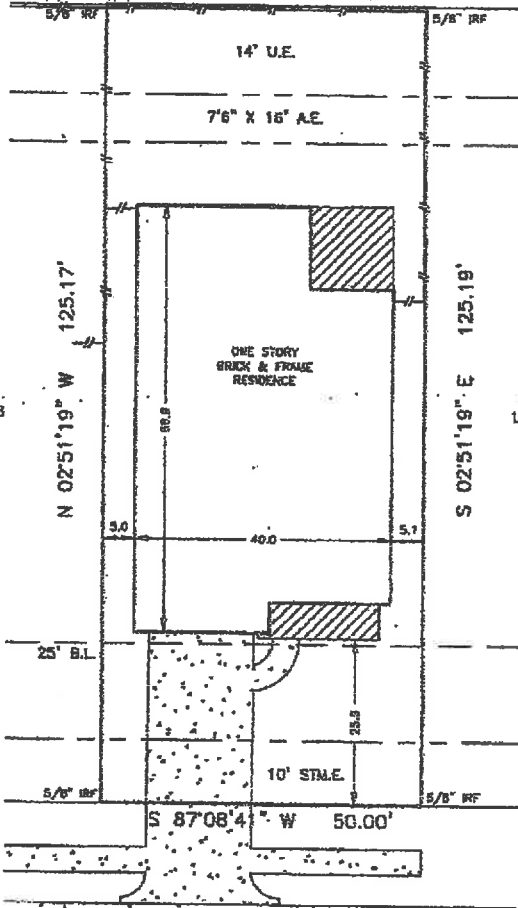 5/8" IRF
5/8" IRF
14' U.E.
7'6" X 16' A.E.
N 02°51'19" W 125.17'
S 02°51'19" E 125.19'
ONE STORY
BRICK & FRAME
RESIDENCE
5.0
40.0
5.1
25' B.L.
10' STM.E.
5/8" IRF
5/8" IRF
S 87°08'41" W 50.00'